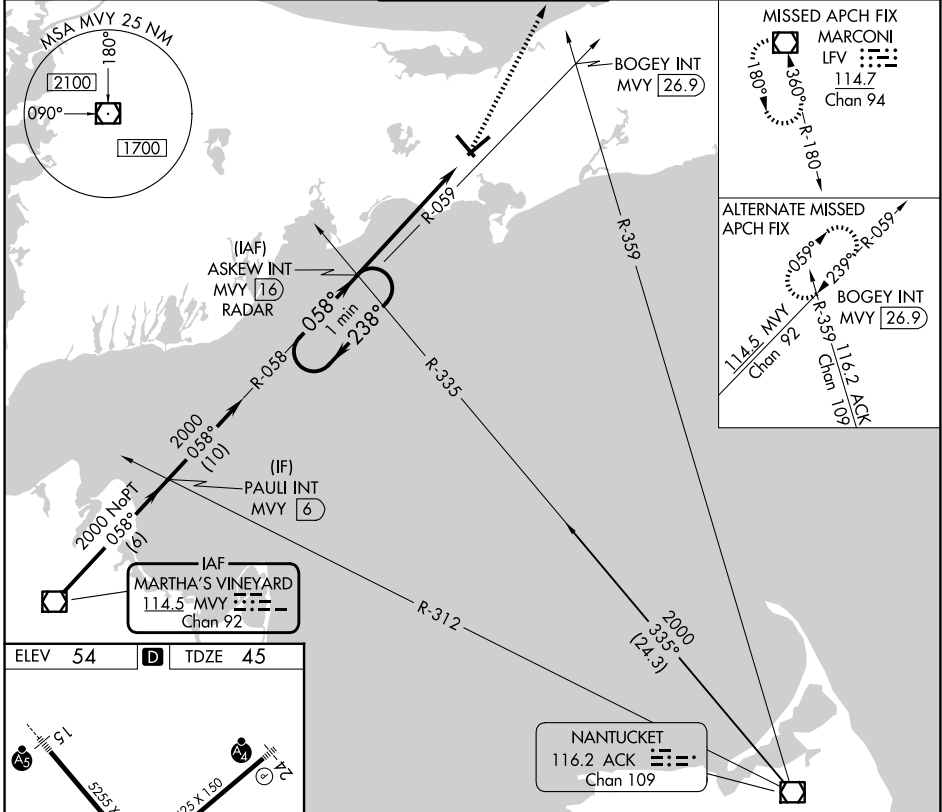 MSA MVY 25 NM
180°
2100
090°
1700
BOGEY INT
MVY 26.9
R-059
R-359
(IAF)
ASKEW INT
MVY 16
RADAR
058°
1 min
238°
R-058
R-335
2000
058°
(10)
(IF)
PAULI INT
MVY 6
2000 NoPT
058°
(6)
IAF
MARTHA'S VINEYARD
114.5 MVY
Chan 92
R-312
2000
335°
(24.3)
NANTUCKET
116.2 ACK
Chan 109
MISSED APCH FIX
MARCONI
LFV
114.7
Chan 94
180°
360°
R-180
ALTERNATE MISSED
APCH FIX
059°
239°
R-059
BOGEY INT
MVY 26.9
114.5 MVY
Chan 92
R-359
116.2 ACK
Chan 109
ELEV 54 D TDZE 45
A5
15
A4
24
P
5255 X
25 X 150